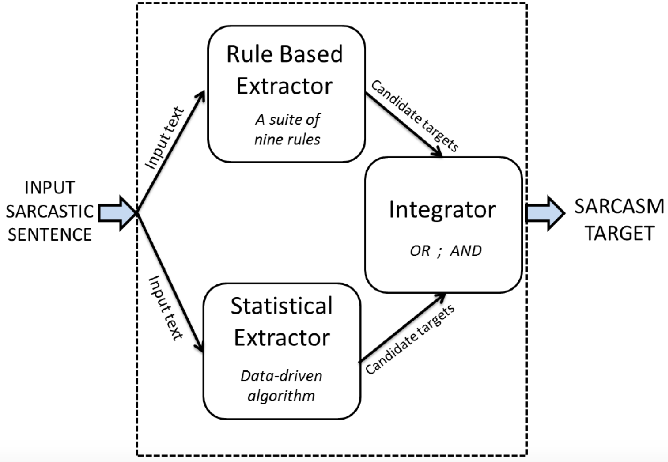 INPUT
SARCASTIC
SENTENCE
Input text
Input text
Rule Based
Extractor
A suite of
nine rules
Statistical
Extractor
Data-driven
algorithm
Candidate targets
Candidate targets
Integrator
OR ; AND
SARCASM
TARGET